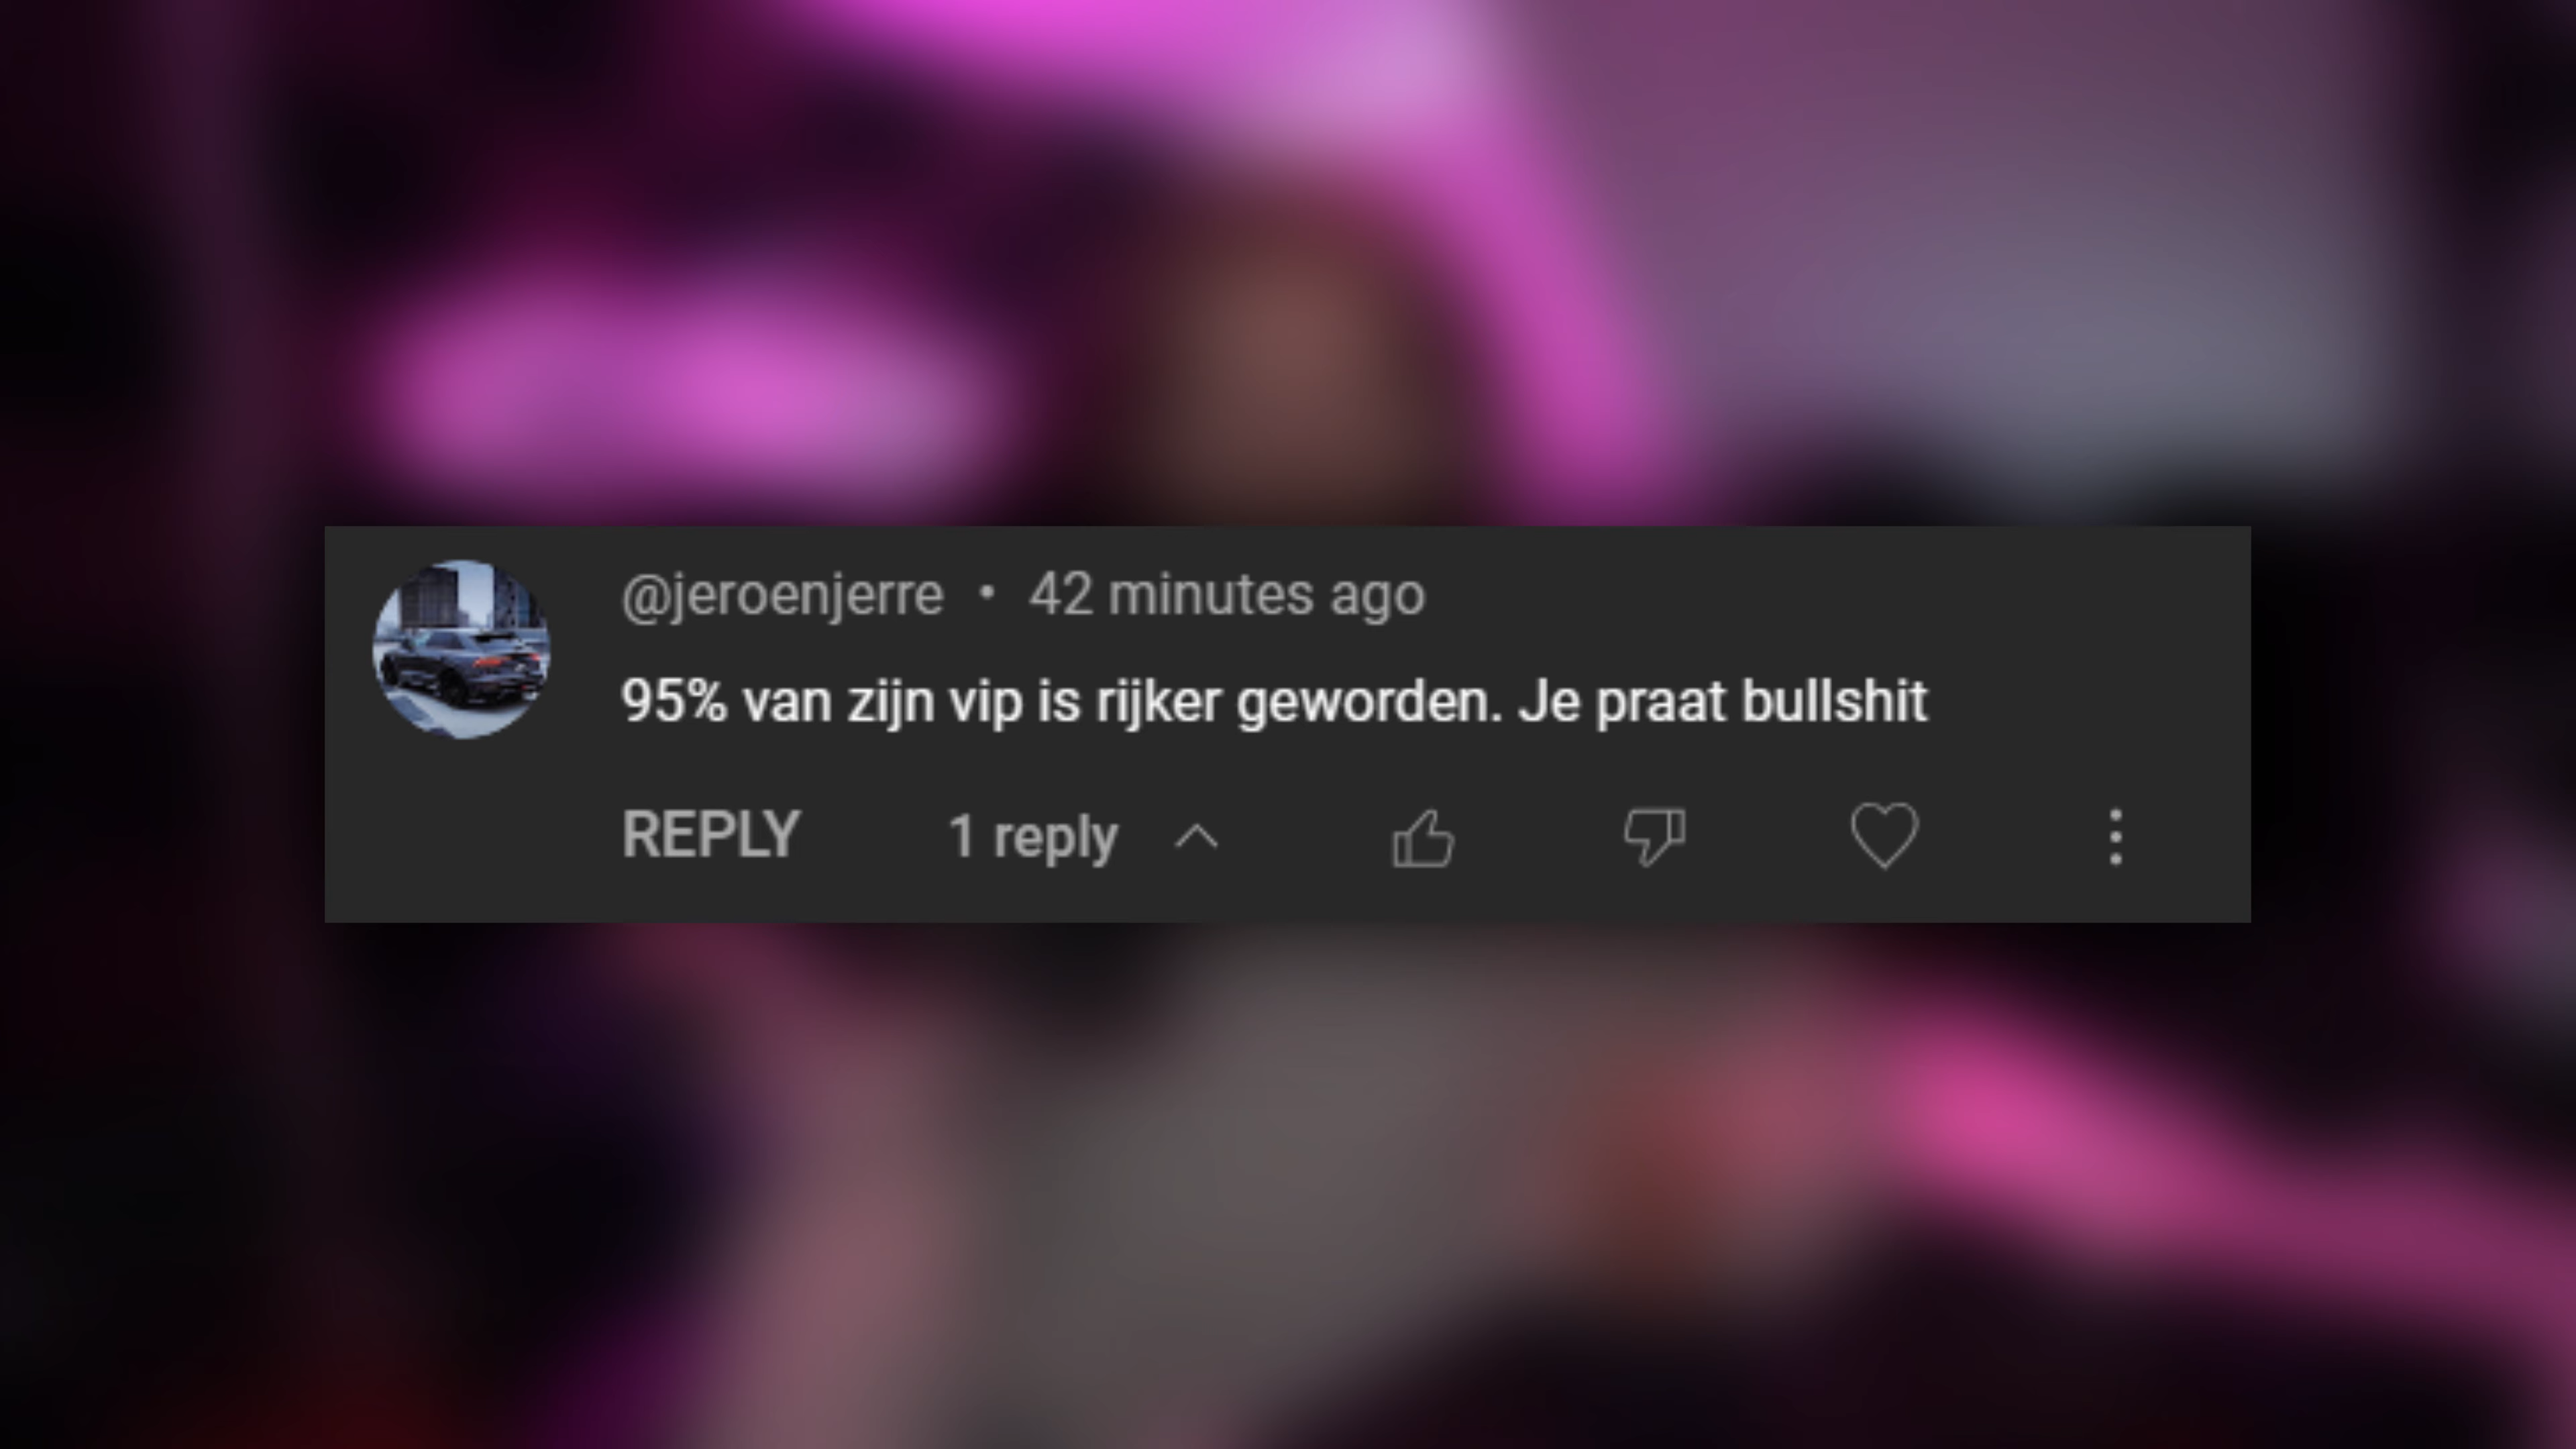 @jeroenjerre • 42 minutes ago
95% van zijn vip is rijker geworden. Je praat bullshit
REPLY 1 reply